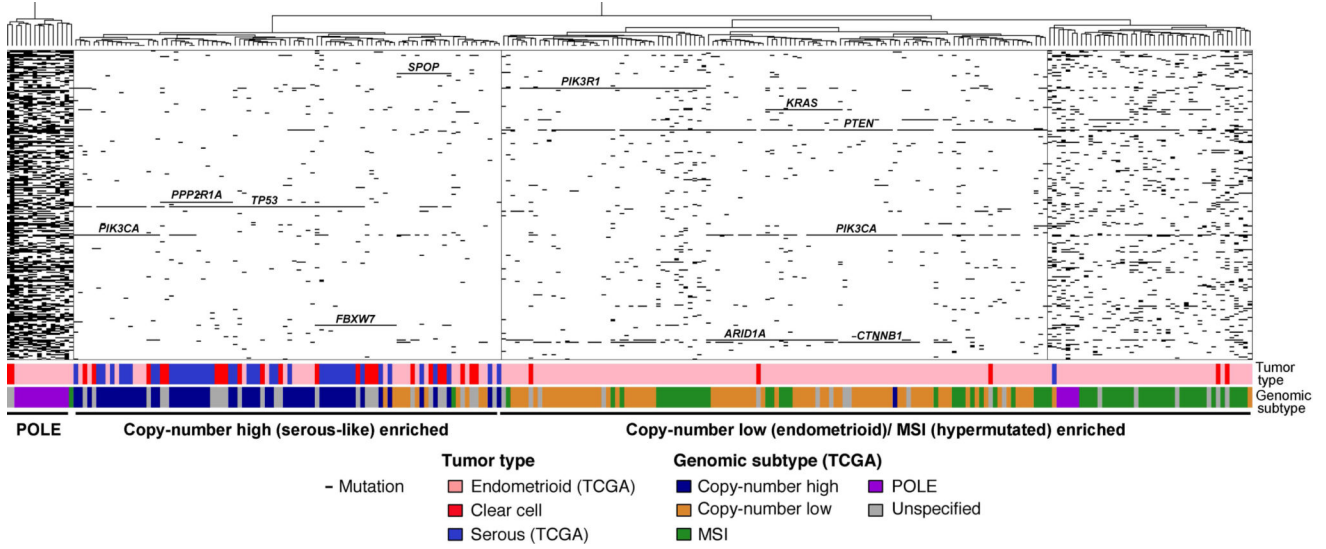 SPOP
PIK3R1
KRAS
PTEN
PPP2R1A
TP53
PIK3CA
PIK3CA
FBXW7
ARID1A
CTNNB1
Tumor
type
Genomic
subtype
POLE
Copy-number high (serous-like) enriched
Copy-number low (endometrioid)/ MSI (hypermutated) enriched
Tumor type
Genomic subtype (TCGA)
– Mutation
Endometrioid (TCGA)
Copy-number high
POLE
Clear cell
Copy-number low
Unspecified
Serous (TCGA)
MSI